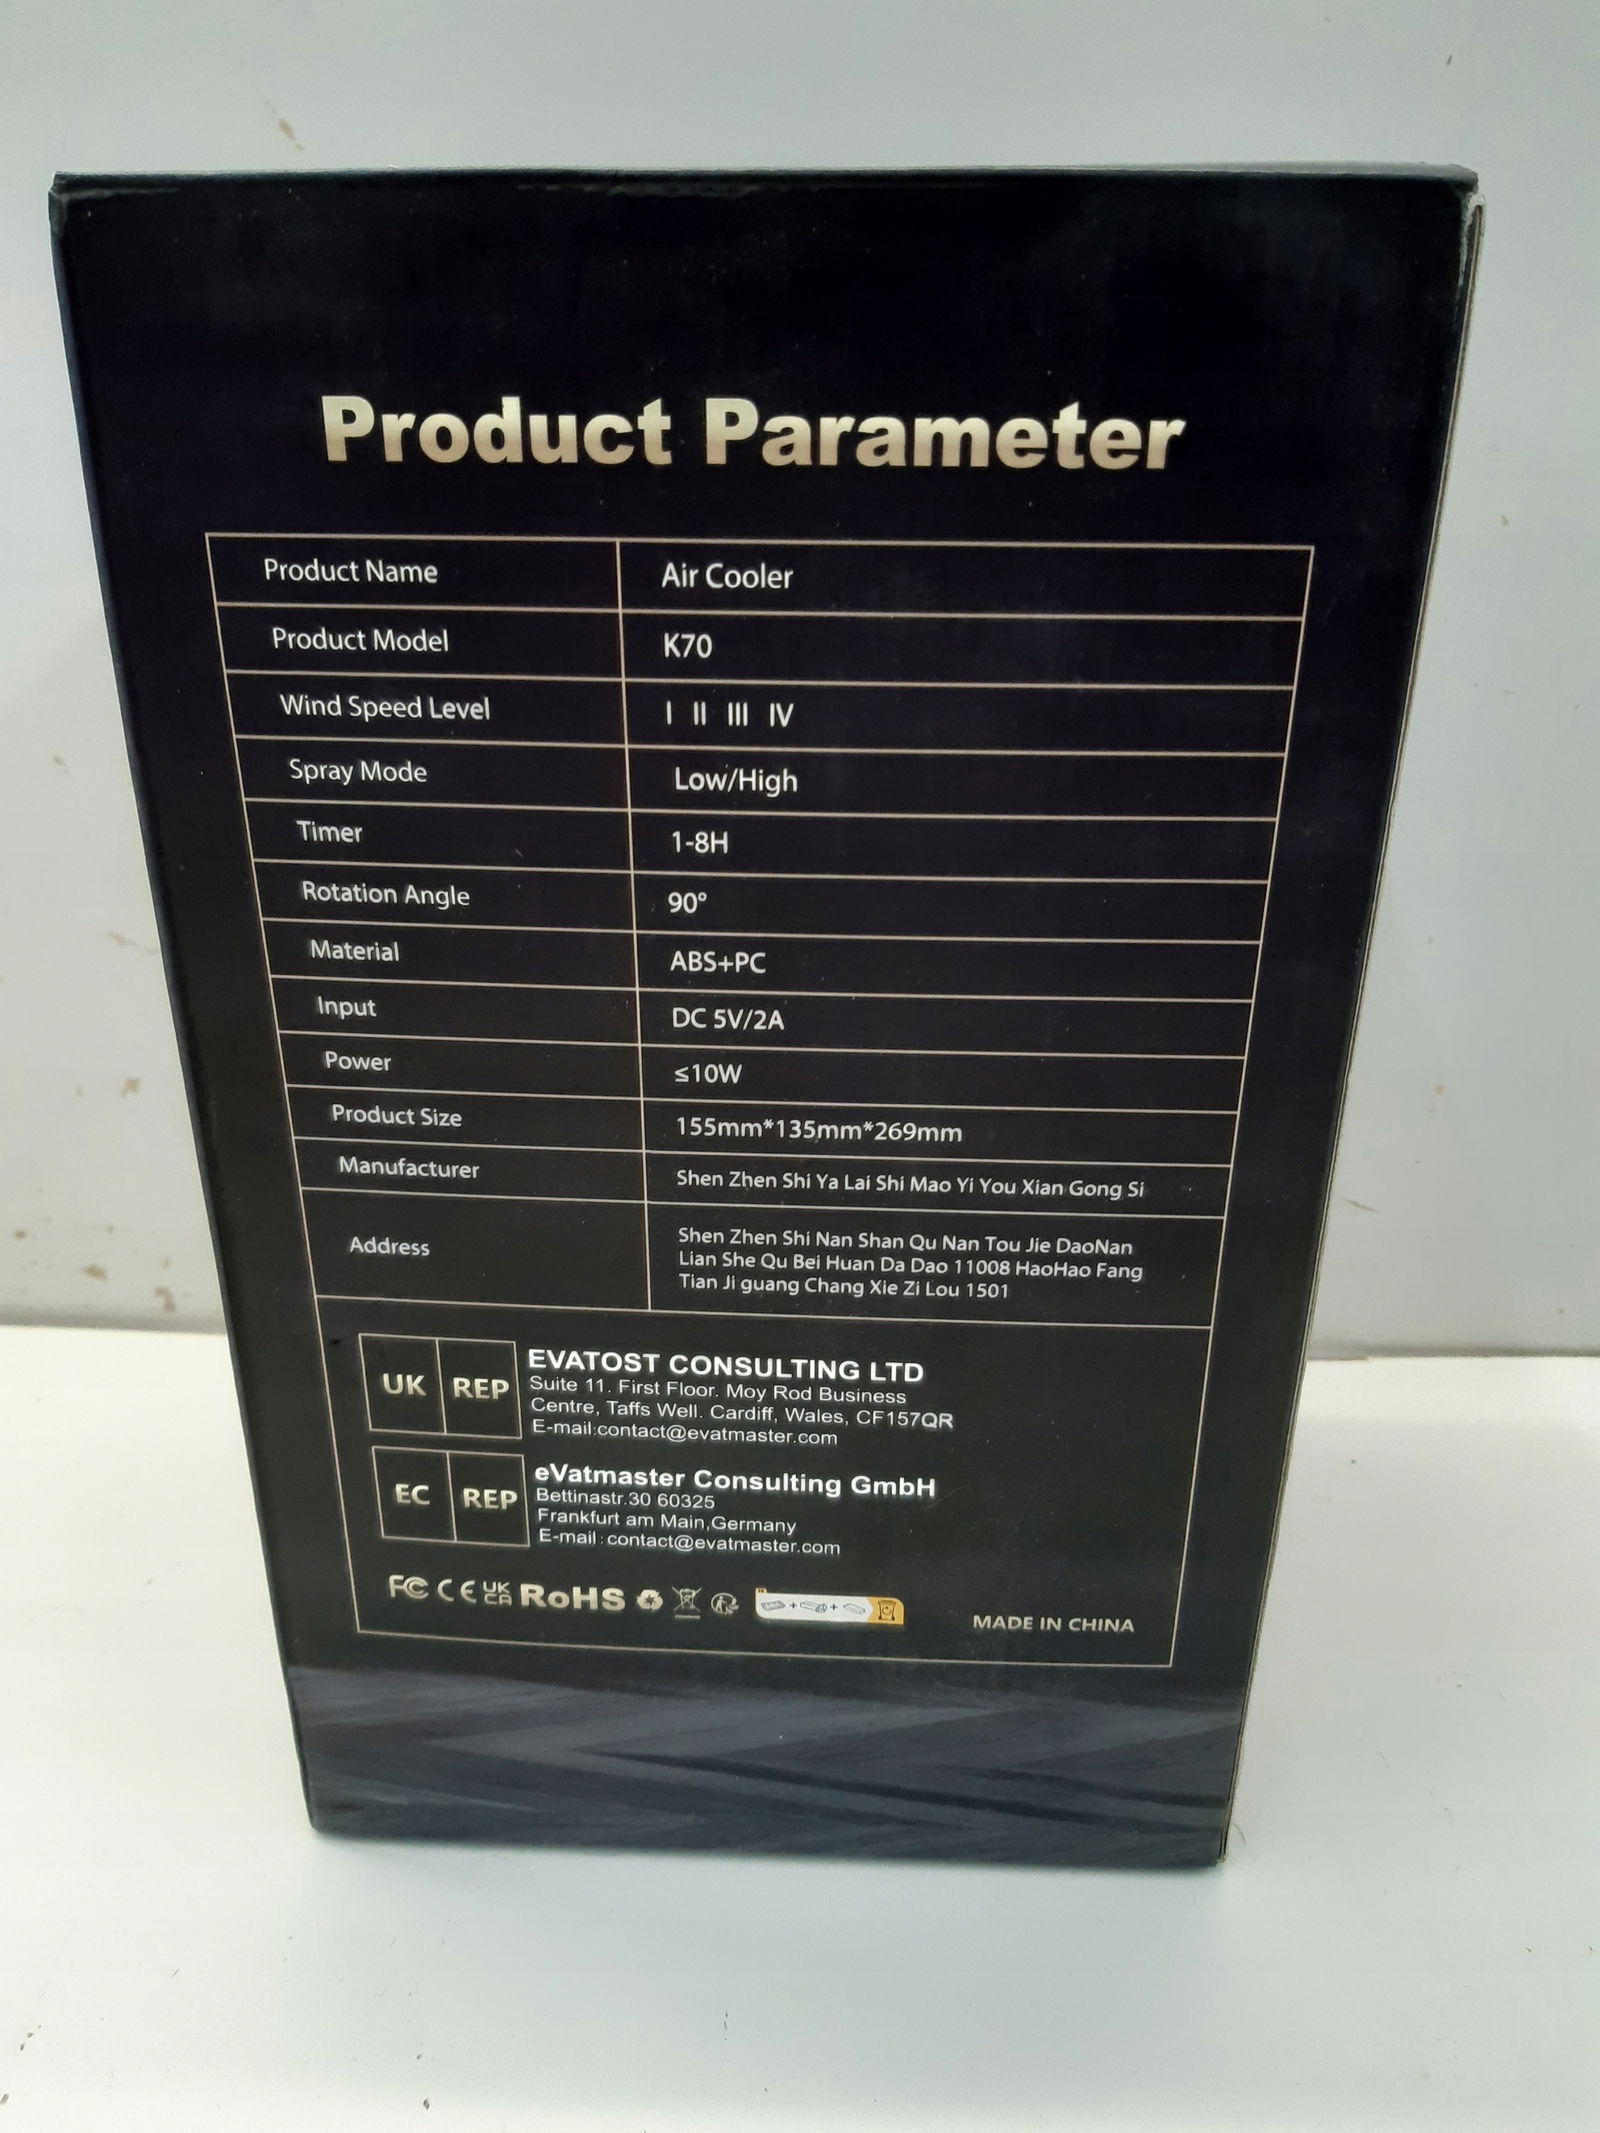 Product Parameter
Product Name Air Cooler
Product Model K70
Wind Speed Level I II III IV
Spray Mode Low/High
Timer 1-8H
Rotation Angle 90°
Material ABS+PC
Input DC 5V/2A
Power ≤10W
Product Size 155mm*135mm*269mm
Manufacturer Shen Zhen Shi Ya Lai Shi Mao Yi You Xian Gong Si
Address Shen Zhen Shi Nan Shan Qu Nan Tou Jie DaoNan
Lian She Qu Bei Huan Da Dao 11008 HaoHao Fang
Tian Ji guang Chang Xie Zi Lou 1501
UK REP EVATOST CONSULTING LTD
Suite 11. First Floor. Moy Rod Business
Centre, Taffs Well. Cardiff, Wales, CF157QR
E-mail:contact@evatmaster.com
EC REP eVatmaster Consulting GmbH
Bettinastr.30 60325
Frankfurt am Main,Germany
E-mail:contact@evatmaster.com
FC CE UK CA RoHS
MADE IN CHINA